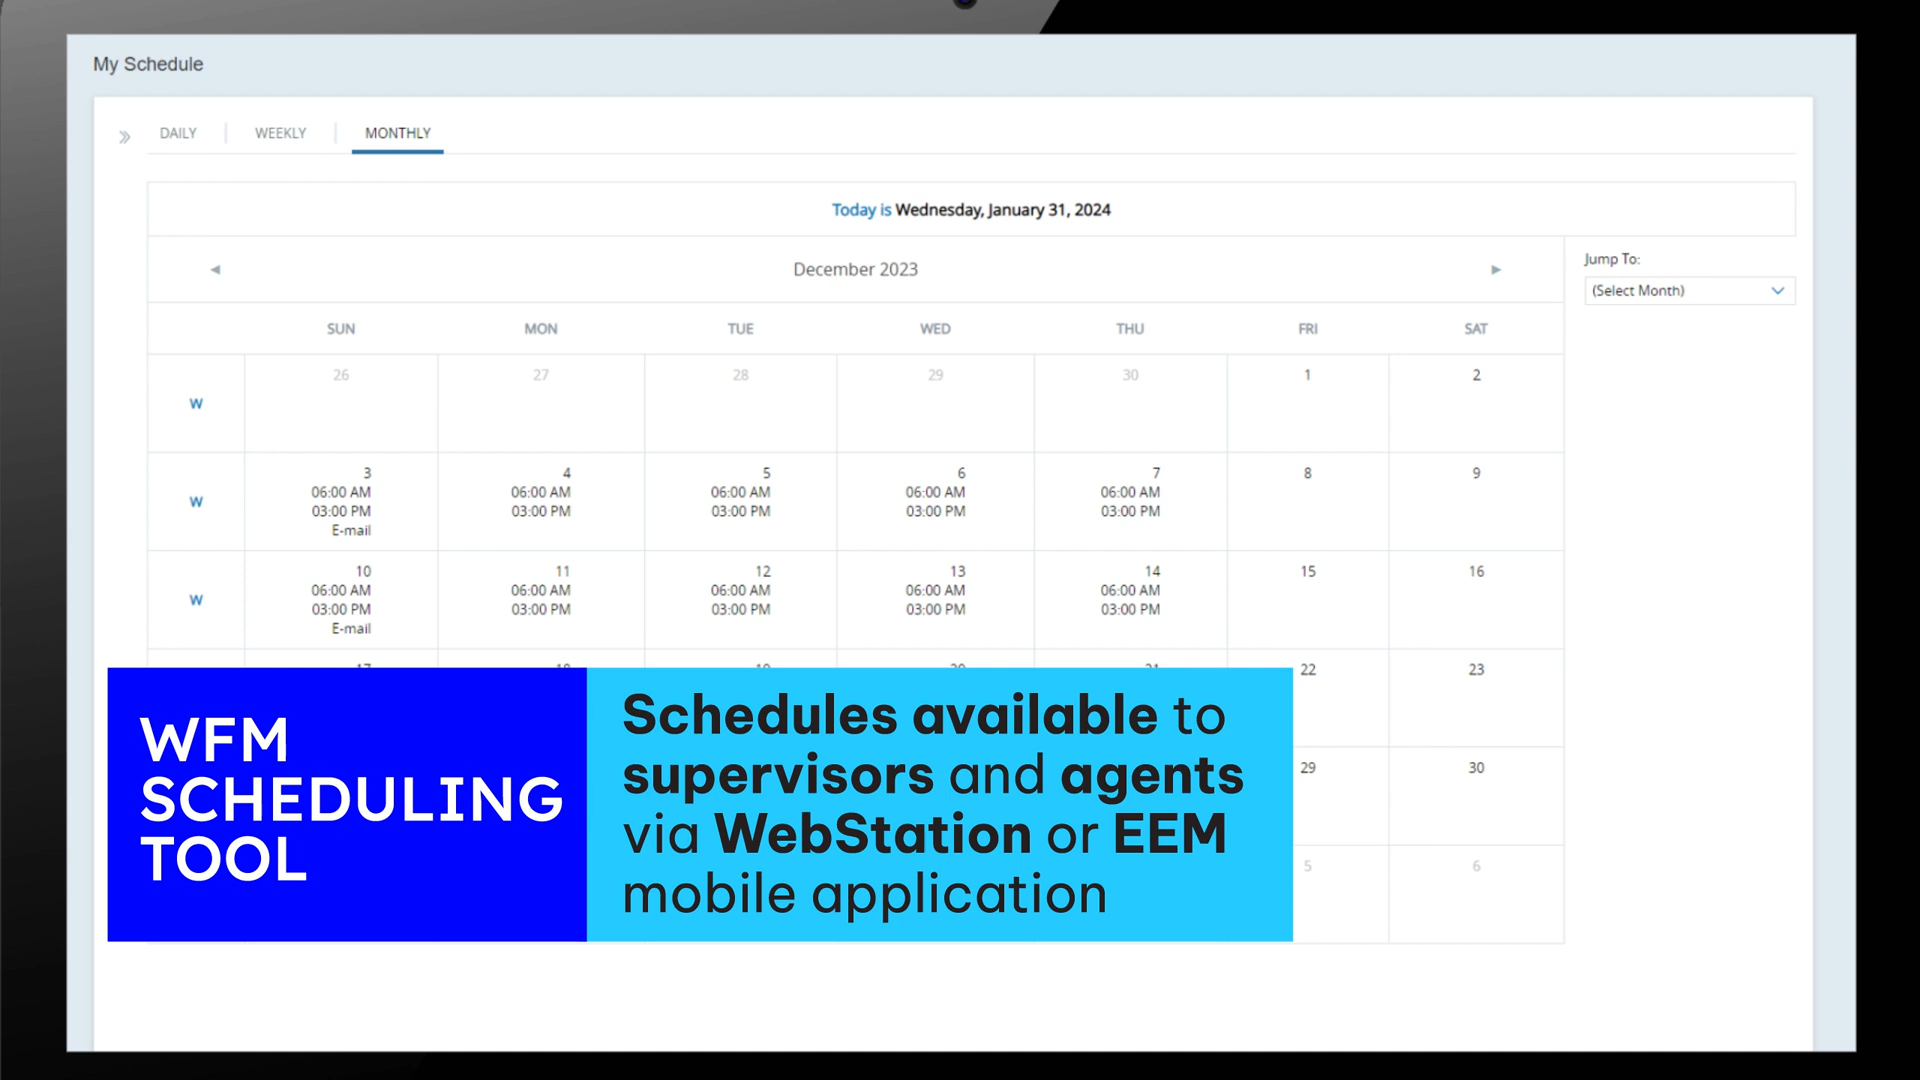 My Schedule
» DAILY WEEKLY MONTHLY
Today is Wednesday, January 31, 2024
◀ December 2023 ▶
Jump To:
(Select Month)
SUN MON TUE WED THU FRI SAT
W 26 27 28 29 30 1 2
W 3 4 5 6 7 8 9
06:00 AM 06:00 AM 06:00 AM 06:00 AM 06:00 AM
03:00 PM 03:00 PM 03:00 PM 03:00 PM 03:00 PM
E-mail
W 10 11 12 13 14 15 16
06:00 AM 06:00 AM 06:00 AM 06:00 AM 06:00 AM
03:00 PM 03:00 PM 03:00 PM 03:00 PM 03:00 PM
E-mail
22 23
29 30
5 6
WFM
SCHEDULING
TOOL
Schedules available to
supervisors and agents
via WebStation or EEM
mobile application